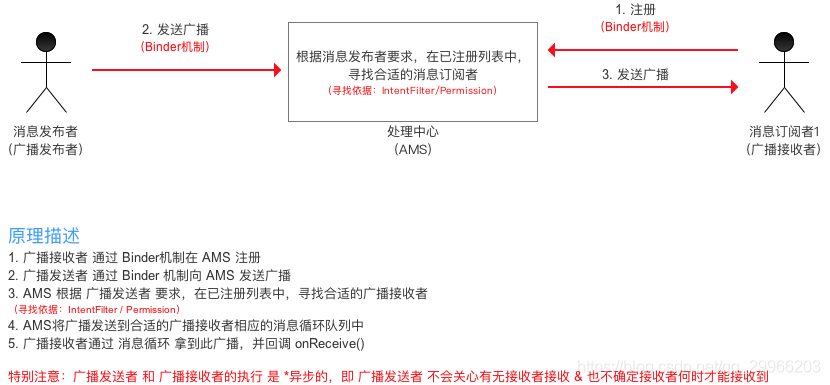 1. 注册
(Binder机制)
2. 发送广播
(Binder机制)
根据消息发布者要求，在已注册列表中，
寻找合适的消息订阅者
（寻找依据：IntentFilter/Permission）
3. 发送广播
消息发布者
（广播发布者）
处理中心
（AMS）
消息订阅者1
（广播接收者）
原理描述
1. 广播接收者 通过 Binder机制在 AMS 注册
2. 广播发送者 通过 Binder 机制向 AMS 发送广播
3. AMS 根据 广播发送者 要求，在已注册列表中，寻找合适的广播接收者
（寻找依据：IntentFilter / Permission）
4. AMS将广播发送到合适的广播接收者相应的消息循环队列中
5. 广播接收者通过 消息循环 拿到此广播，并回调 onReceive()
特别注意：广播发送者 和 广播接收者的执行 是 *异步的，即 广播发送者 不会关心有无接收者接收 & 也不确定接收者何时才能接收到